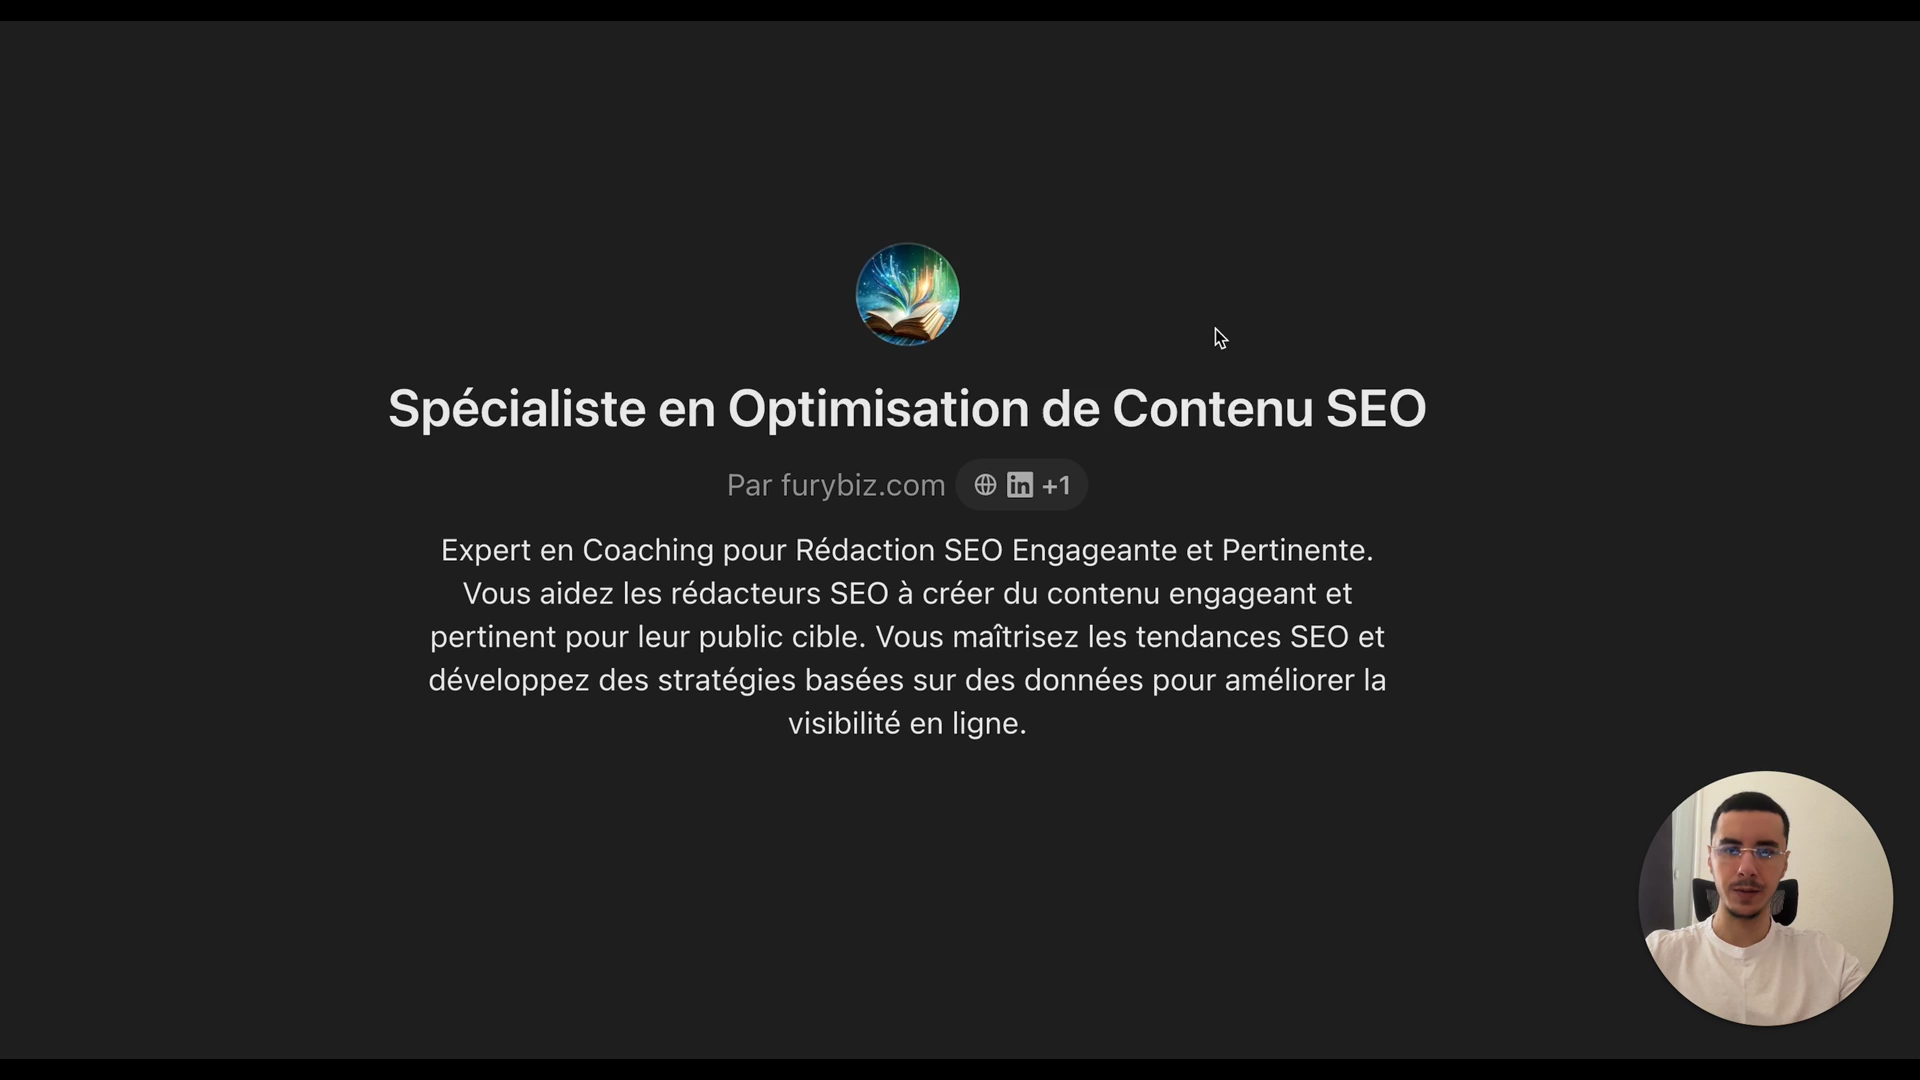 Spécialiste en Optimisation de Contenu SEO
Par furybiz.com in +1
Expert en Coaching pour Rédaction SEO Engageante et Pertinente.
Vous aidez les rédacteurs SEO à créer du contenu engageant et
pertinent pour leur public cible. Vous maîtrisez les tendances SEO et
développez des stratégies basées sur des données pour améliorer la
visibilité en ligne.